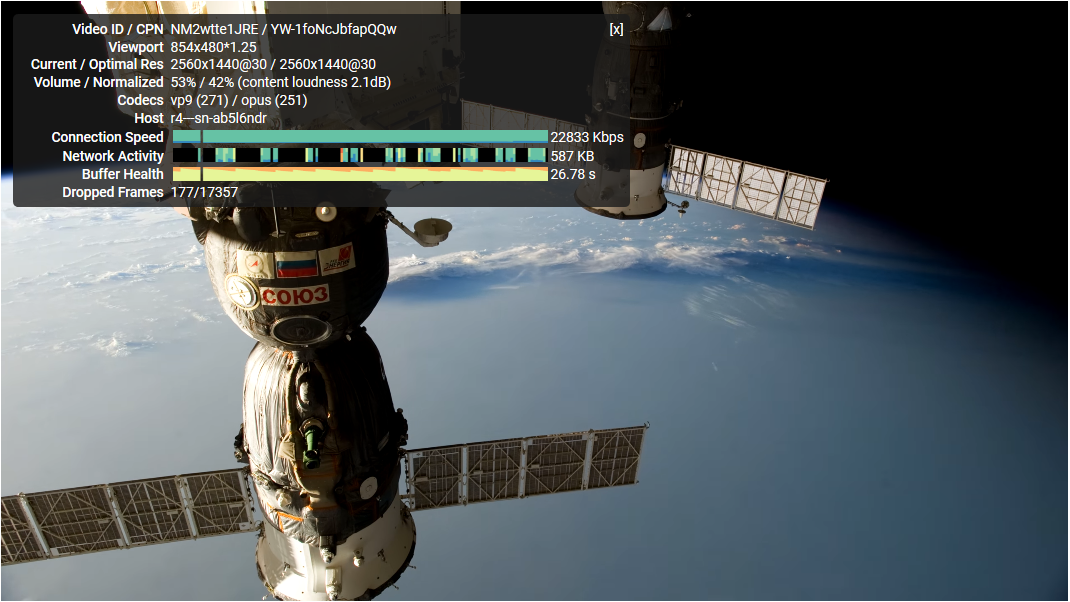 Video ID / CPN NM2wtte1JRE / YW-1foNcJbfapQQw [x]
Viewport 854x480*1.25
Current / Optimal Res 2560x1440@30 / 2560x1440@30
Volume / Normalized 53% / 42% (content loudness 2.1dB)
Codecs vp9 (271) / opus (251)
Host r4---sn-ab5l6ndr
Connection Speed 22833 Kbps
Network Activity 587 KB
Buffer Health 26.78 s
Dropped Frames 177/17357
СОЮЗ